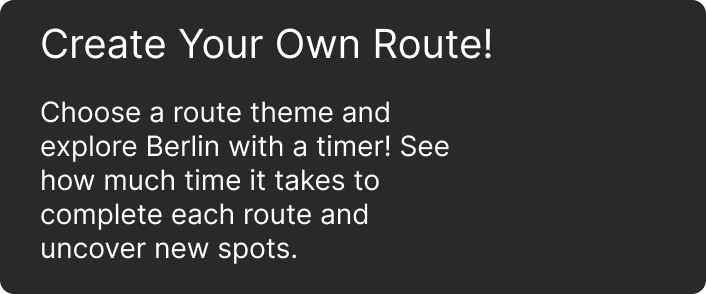 Create Your Own Route!
Choose a route theme and
explore Berlin with a timer! See
how much time it takes to
complete each route and
uncover new spots.